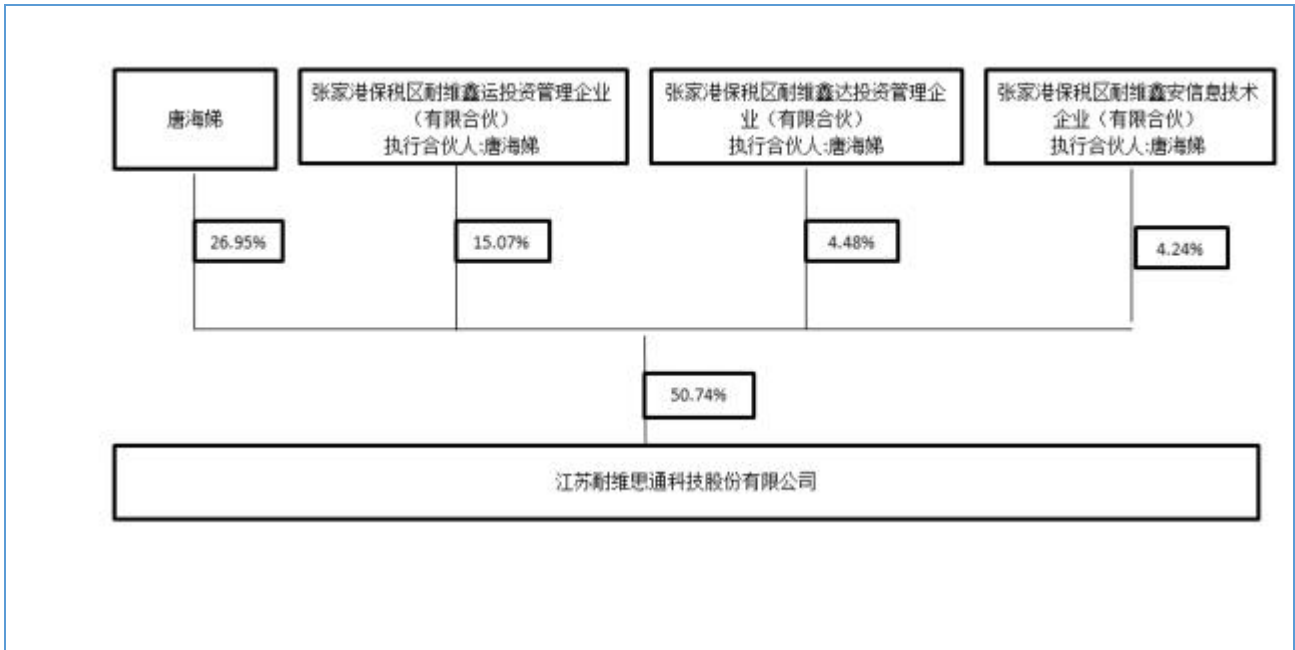 唐海娣
张家港保税区耐维鑫运投资管理企业
（有限合伙）
执行合伙人:唐海娣
张家港保税区耐维鑫达投资管理企
业（有限合伙）
执行合伙人:唐海娣
张家港保税区耐维鑫安信息技术
企业（有限合伙）
执行合伙人:唐海娣
26.95%
15.07%
4.48%
4.24%
50.74%
江苏耐维思通科技股份有限公司